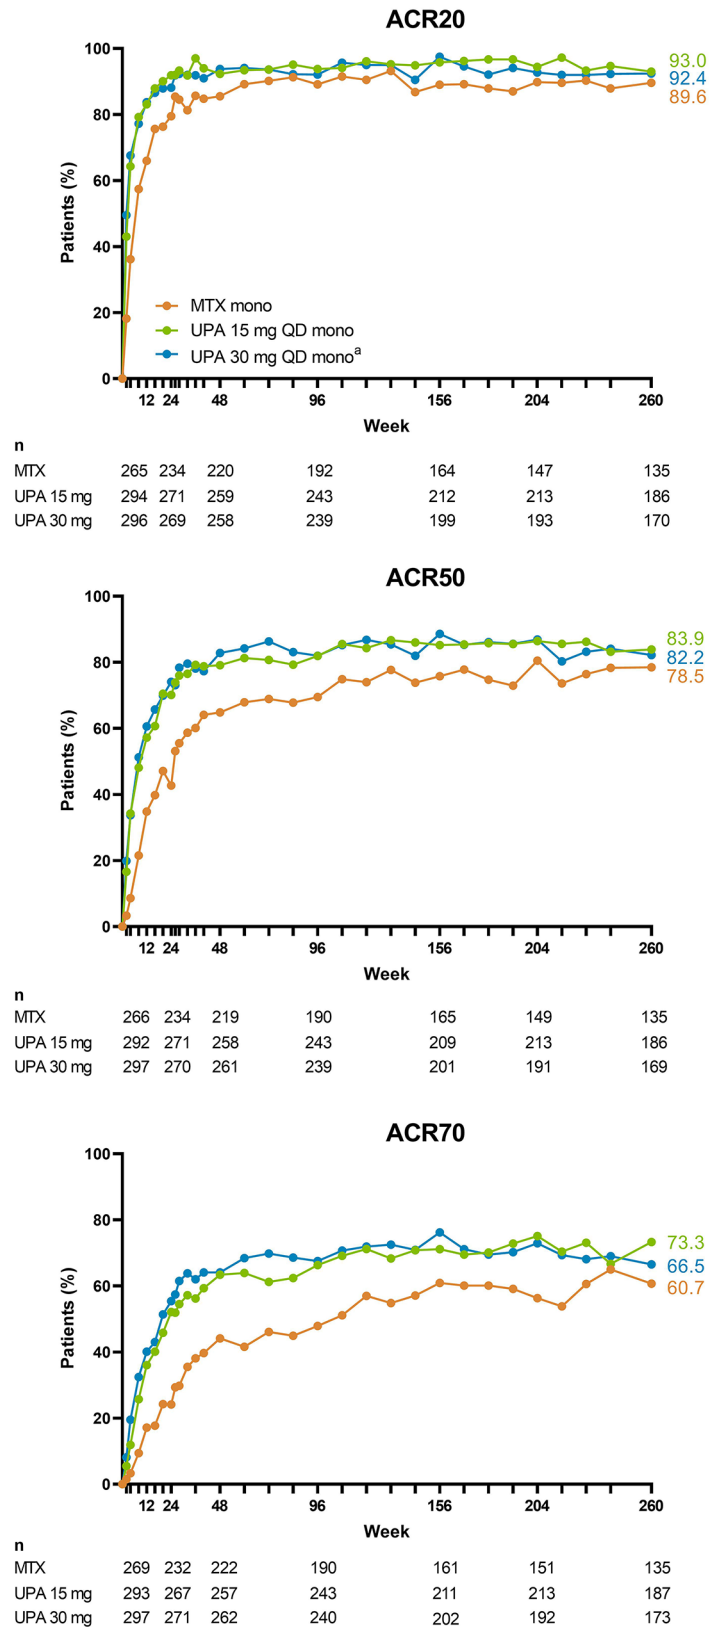 ACR20
100
80
60
40
20
0
Patients (%)
MTX mono
UPA 15 mg QD mono
UPA 30 mg QD monoᵃ
93.0
92.4
89.6
12 24 48 96 156 204 260
Week
n
MTX 265 234 220 192 164 147 135
UPA 15 mg 294 271 259 243 212 213 186
UPA 30 mg 296 269 258 239 199 193 170
ACR50
100
80
60
40
20
0
Patients (%)
83.9
82.2
78.5
12 24 48 96 156 204 260
Week
n
MTX 266 234 219 190 165 149 135
UPA 15 mg 292 271 258 243 209 213 186
UPA 30 mg 297 270 261 239 201 191 169
ACR70
100
80
60
40
20
0
Patients (%)
73.3
66.5
60.7
12 24 48 96 156 204 260
Week
n
MTX 269 232 222 190 161 151 135
UPA 15 mg 293 267 257 243 211 213 187
UPA 30 mg 297 271 262 240 202 192 173